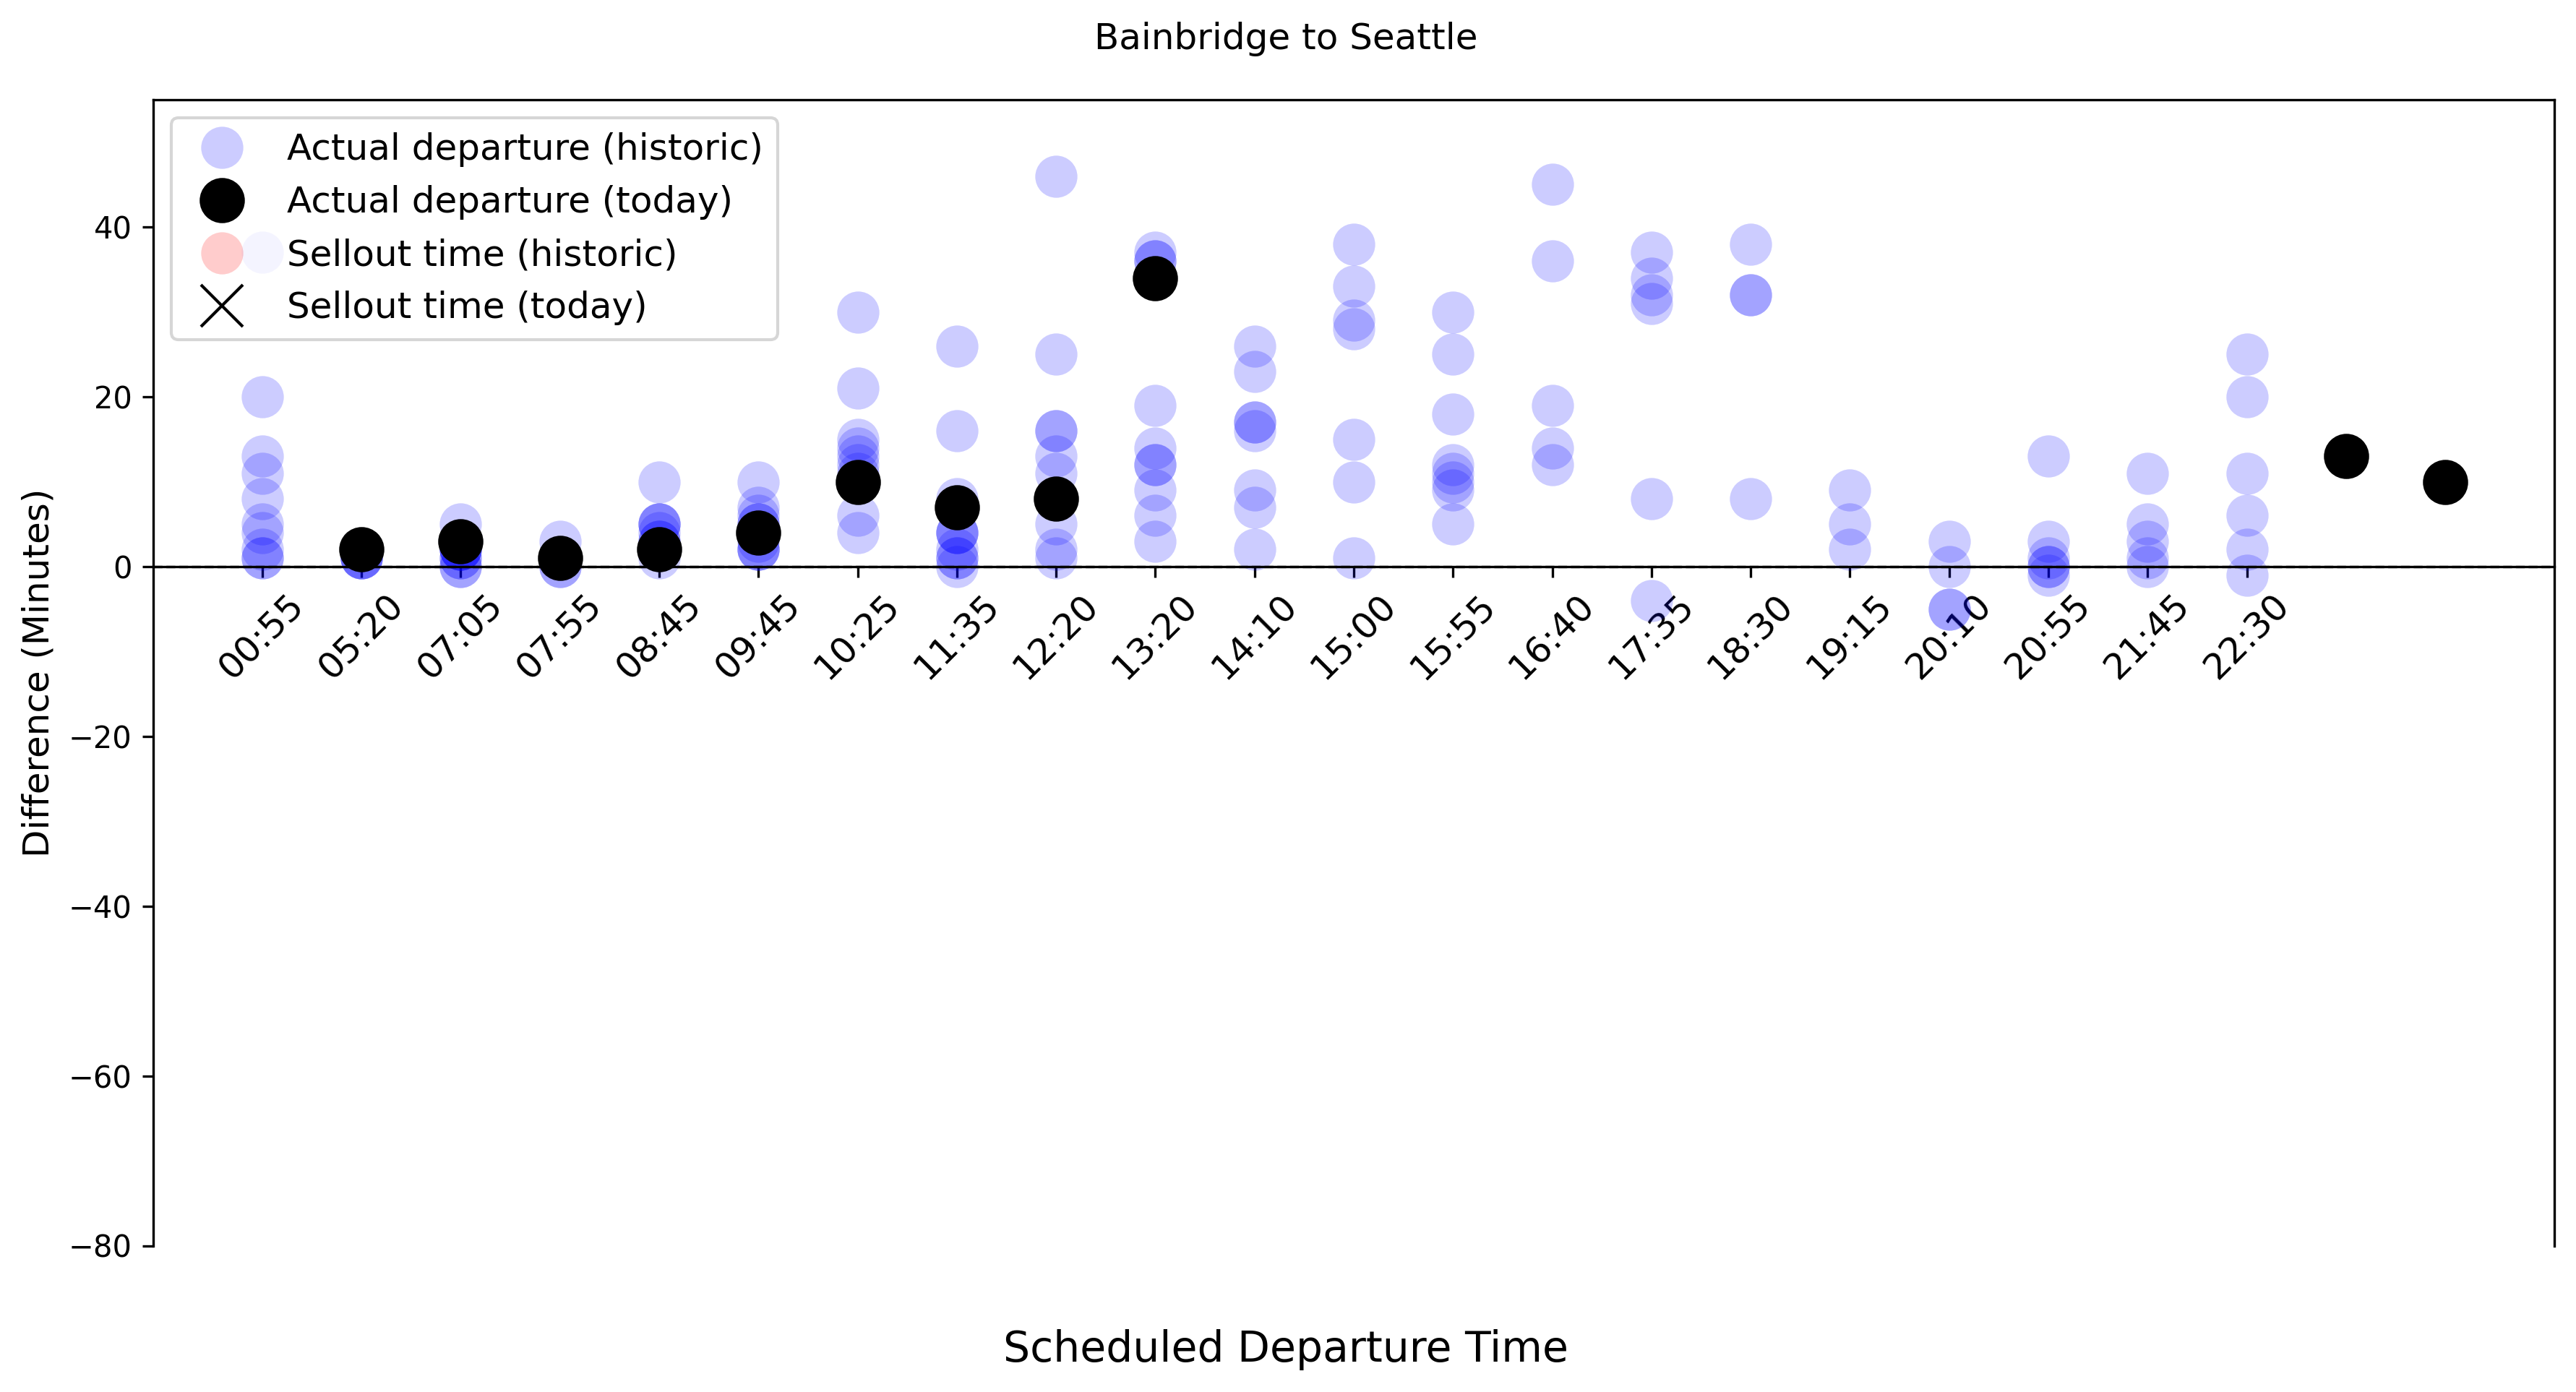 Bainbridge to Seattle
Actual departure (historic)
Actual departure (today)
Sellout time (historic)
Sellout time (today)
40
20
0
−20
−40
−60
−80
Difference (Minutes)
00:55 05:20 07:05 07:55 08:45 09:45 10:25 11:35 12:20 13:20 14:10 15:00 15:55 16:40 17:35 18:30 19:15 20:10 20:55 21:45 22:30
Scheduled Departure Time